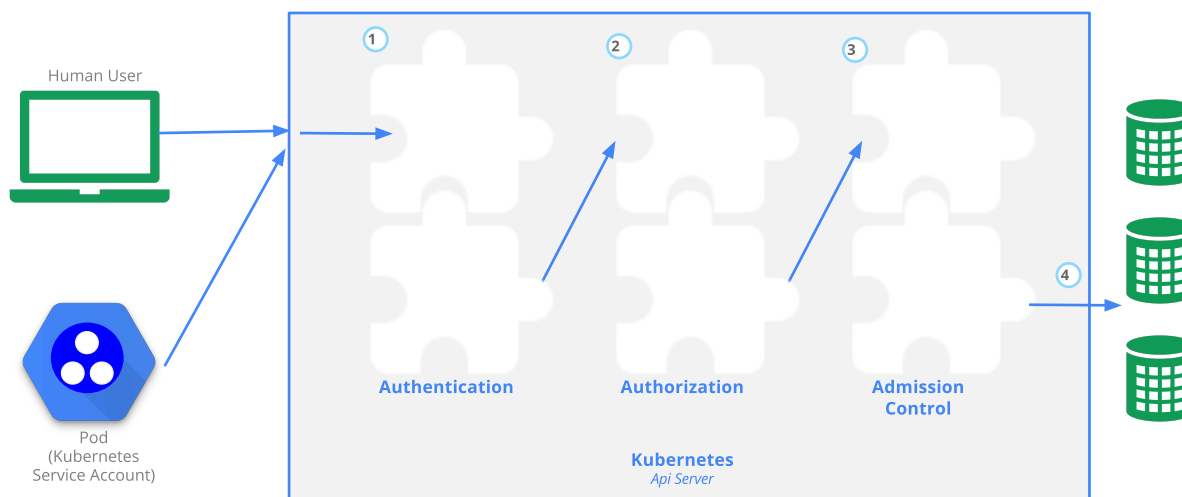 1
2
3
Human User
4
Authentication
Authorization
Admission
Control
Pod
(Kubernetes
Service Account)
Kubernetes
Api Server